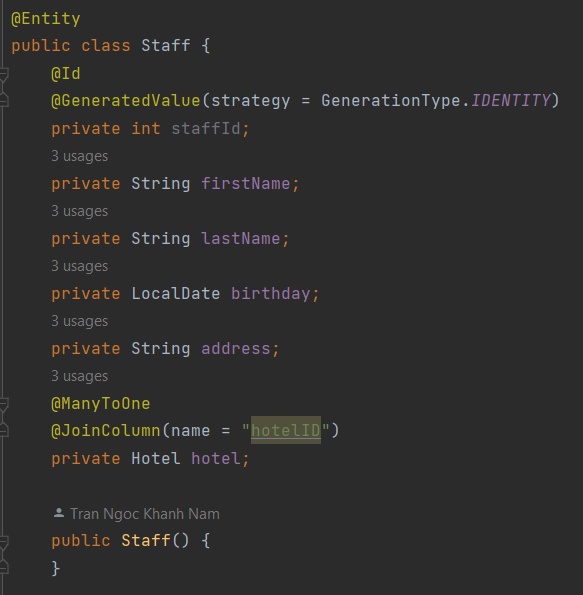 @Entity
public class Staff {
@Id
@GeneratedValue(strategy = GenerationType.IDENTITY)
private int staffId;
3 usages
private String firstName;
3 usages
private String lastName;
3 usages
private LocalDate birthday;
3 usages
private String address;
3 usages
@ManyToOne
@JoinColumn(name = "hotelID")
private Hotel hotel;
Tran Ngoc Khanh Nam
public Staff() {
}